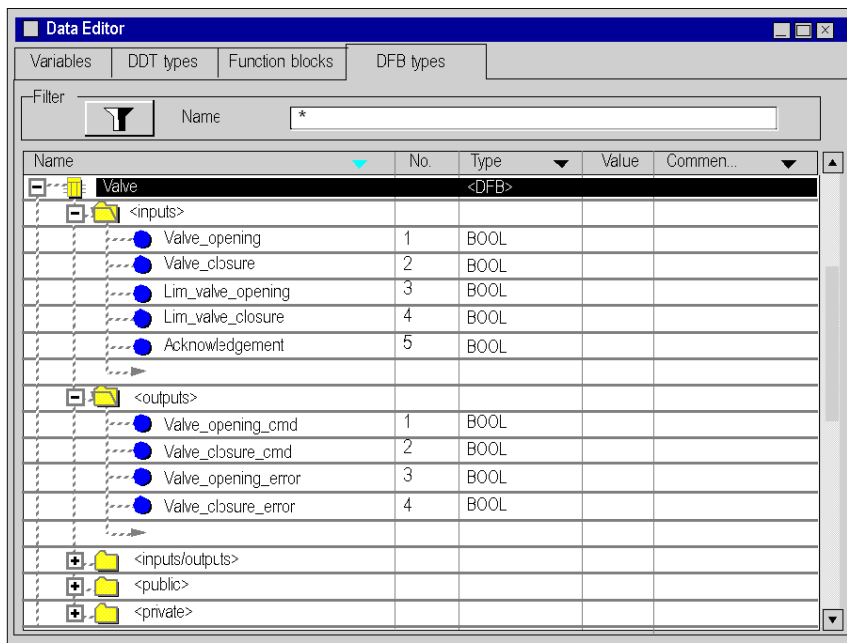 Data Editor
Variables DDT types Function blocks DFB types
Filter
Name *
Name No. Type Value Commen...
Valve <DFB>
<inputs>
Valve_opening 1 BOOL
Valve_closure 2 BOOL
Lim_valve_opening 3 BOOL
Lim_valve_closure 4 BOOL
Acknowledgement 5 BOOL
<outputs>
Valve_opening_cmd 1 BOOL
Valve_closure_cmd 2 BOOL
Valve_opening_error 3 BOOL
Valve_closure_error 4 BOOL
<inputs/outputs>
<public>
<private>